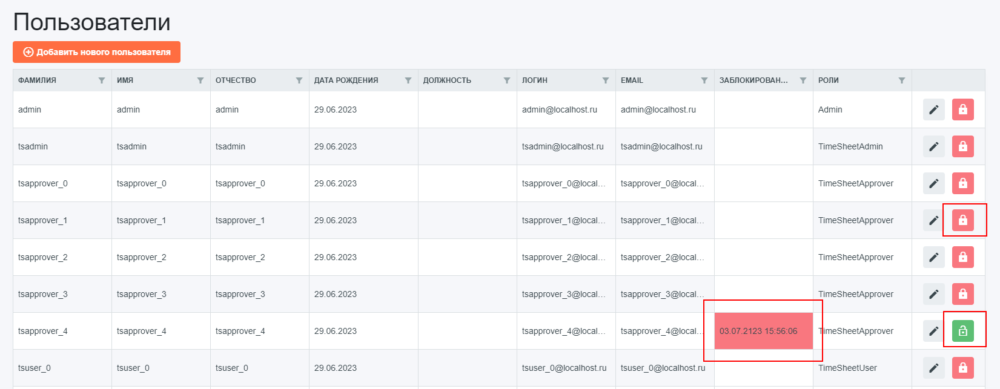 Пользователи
Добавить нового пользователя
ФАМИЛИЯ ИМЯ ОТЧЕСТВО ДАТА РОЖДЕНИЯ ДОЛЖНОСТЬ ЛОГИН EMAIL ЗАБЛОКИРОВАН... РОЛИ
admin admin admin 29.06.2023 admin@localhost.ru admin@localhost.ru Admin
tsadmin tsadmin tsadmin 29.06.2023 tsadmin@localhost.ru tsadmin@localhost.ru TimeSheetAdmin
tsapprover_0 tsapprover_0 tsapprover_0 29.06.2023 tsapprover_0@local... tsapprover_0@local... TimeSheetApprover
tsapprover_1 tsapprover_1 tsapprover_1 29.06.2023 tsapprover_1@local... tsapprover_1@local... TimeSheetApprover
tsapprover_2 tsapprover_2 tsapprover_2 29.06.2023 tsapprover_2@local... tsapprover_2@local... TimeSheetApprover
tsapprover_3 tsapprover_3 tsapprover_3 29.06.2023 tsapprover_3@local... tsapprover_3@local... TimeSheetApprover
tsapprover_4 tsapprover_4 tsapprover_4 29.06.2023 tsapprover_4@local... tsapprover_4@local... 03.07.2123 15:56:06 TimeSheetApprover
tsuser_0 tsuser_0 tsuser_0 29.06.2023 tsuser_0@localhost.ru tsuser_0@localhost.ru TimeSheetUser